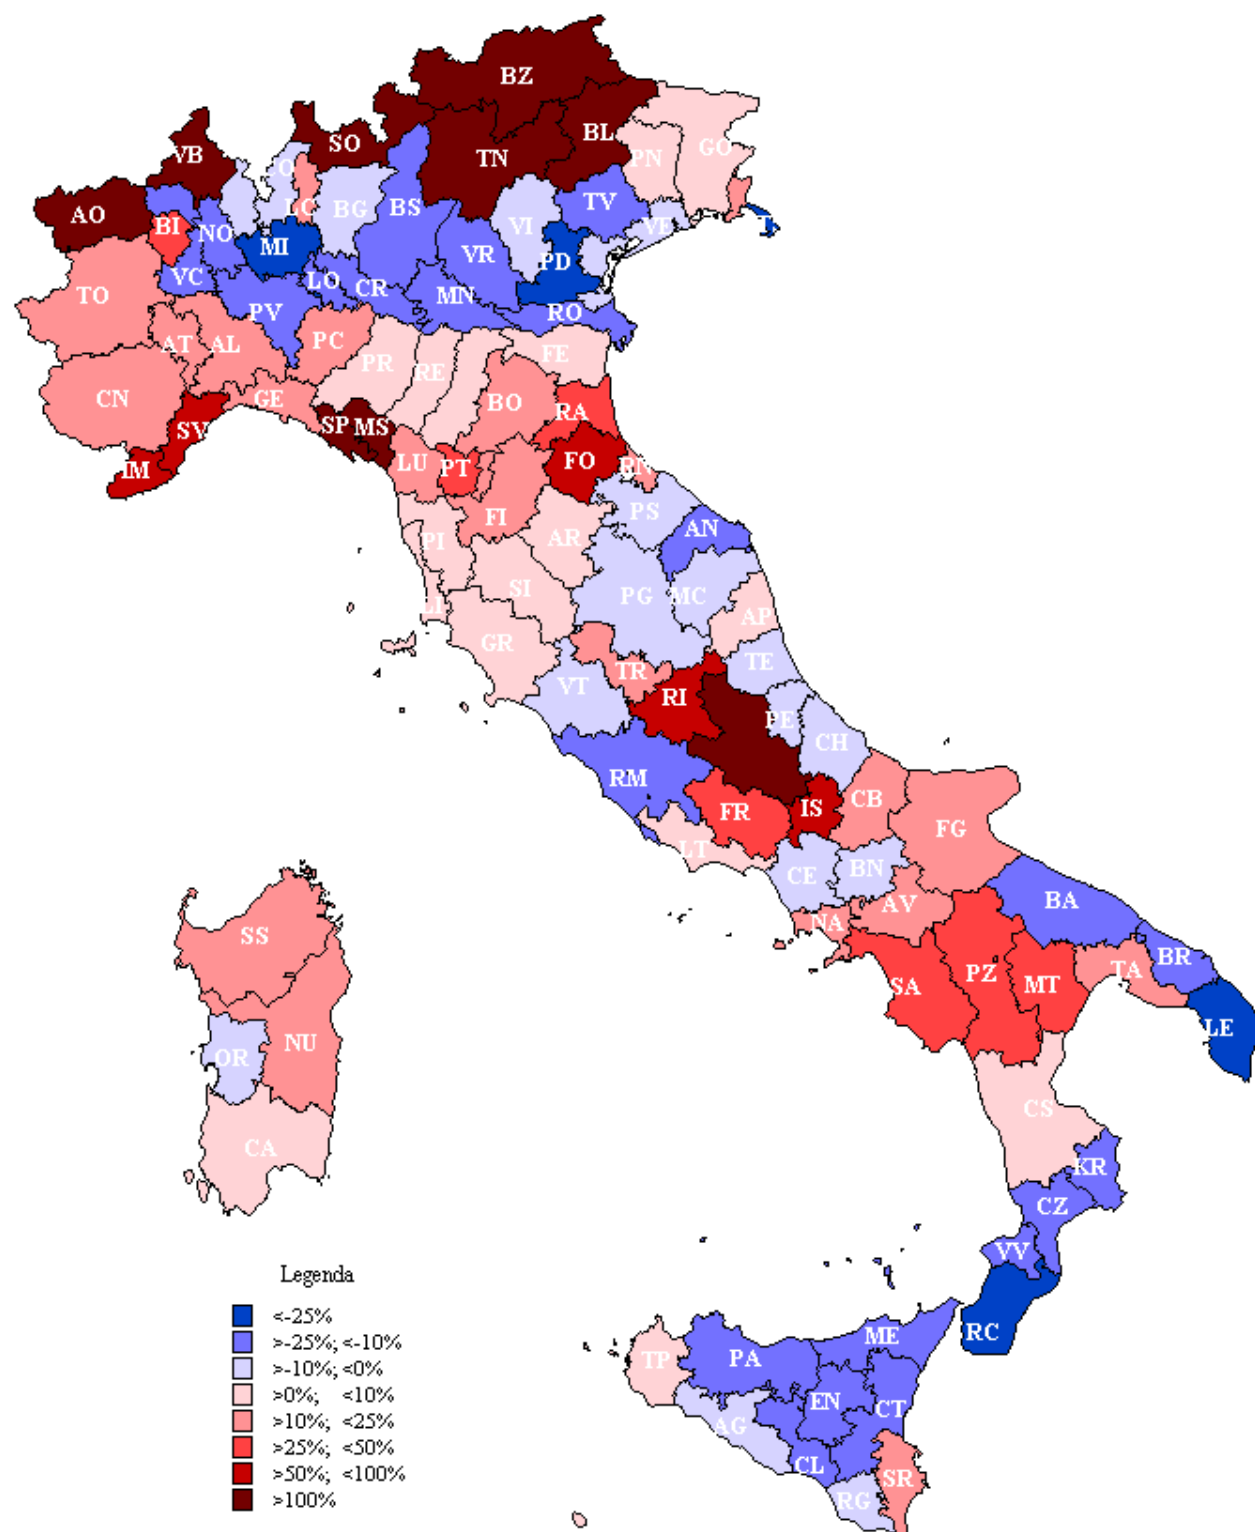 BZ
BL
SO
VB
TN
PN
GO
AO
CO
LC
BG
BS
TV
BI
NO
MI
VI
VE
T
PD
VR
VC
LO
CR
MN
TO
PV
RO
AT
AL
PC
PR
RE
FE
CN
GE
BO
RA
SV
SP
MS
IM
LU
PT
FO
RN
FI
PS
PI
AR
AN
SI
PG
MC
LI
AP
GR
TE
VT
TR
RI
PE
CH
RM
FR
IS
CB
FG
LT
CE
BN
BA
NA
AV
SS
SA
PZ
MT
TA
BR
LE
NU
OR
CS
CA
KR
CZ
VV
RC
ME
TP
PA
EN
CT
AG
CL
SR
RG
Legenda
<-25%
>-25%; <-10%
>-10%; <0%
>0%; <10%
>10%; <25%
>25%; <50%
>50%; <100%
>100%